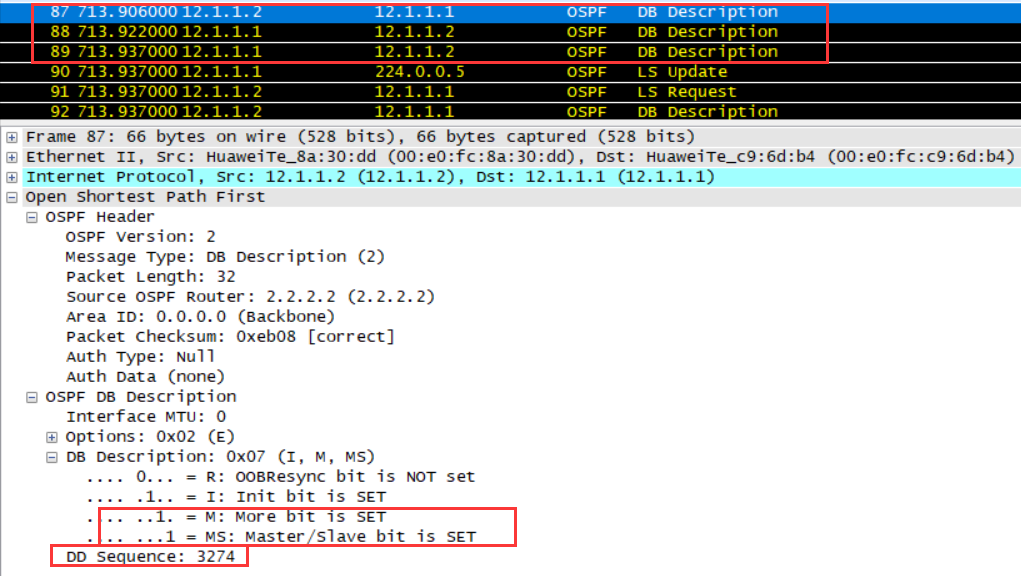 87 713.906000 12.1.1.2 12.1.1.1 OSPF DB Description
88 713.922000 12.1.1.1 12.1.1.2 OSPF DB Description
89 713.937000 12.1.1.1 12.1.1.2 OSPF DB Description
90 713.937000 12.1.1.1 224.0.0.5 OSPF LS Update
91 713.937000 12.1.1.2 12.1.1.1 OSPF LS Request
92 713.937000 12.1.1.2 12.1.1.1 OSPF DB Description
Frame 87: 66 bytes on wire (528 bits), 66 bytes captured (528 bits)
Ethernet II, Src: HuaweiTe_8a:30:dd (00:e0:fc:8a:30:dd), Dst: HuaweiTe_c9:6d:b4 (00:e0:fc:c9:6d:b4)
Internet Protocol, Src: 12.1.1.2 (12.1.1.2), Dst: 12.1.1.1 (12.1.1.1)
Open Shortest Path First
OSPF Header
OSPF Version: 2
Message Type: DB Description (2)
Packet Length: 32
Source OSPF Router: 2.2.2.2 (2.2.2.2)
Area ID: 0.0.0.0 (Backbone)
Packet Checksum: 0xeb08 [correct]
Auth Type: Null
Auth Data (none)
OSPF DB Description
Interface MTU: 0
Options: 0x02 (E)
DB Description: 0x07 (I, M, MS)
.... 0... = R: OOBResync bit is NOT set
.... .1.. = I: Init bit is SET
.... ..1. = M: More bit is SET
.... ...1 = MS: Master/Slave bit is SET
DD Sequence: 3274